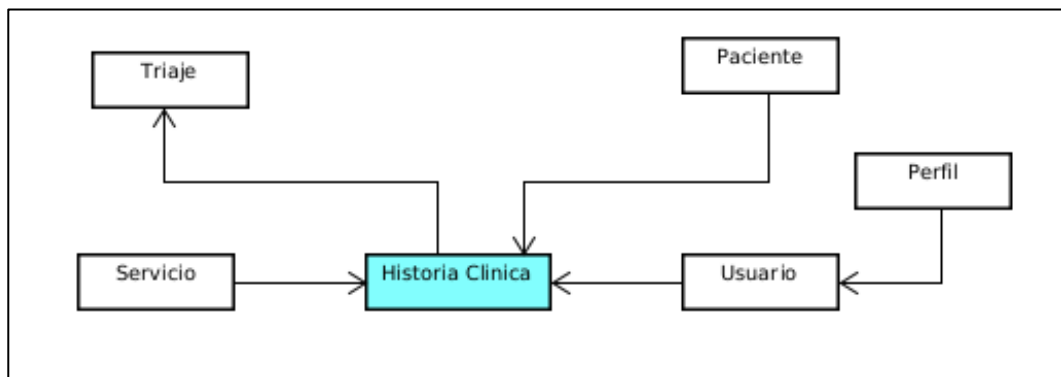 Triaje
Paciente
Perfil
Servicio
Historia Clinica
Usuario